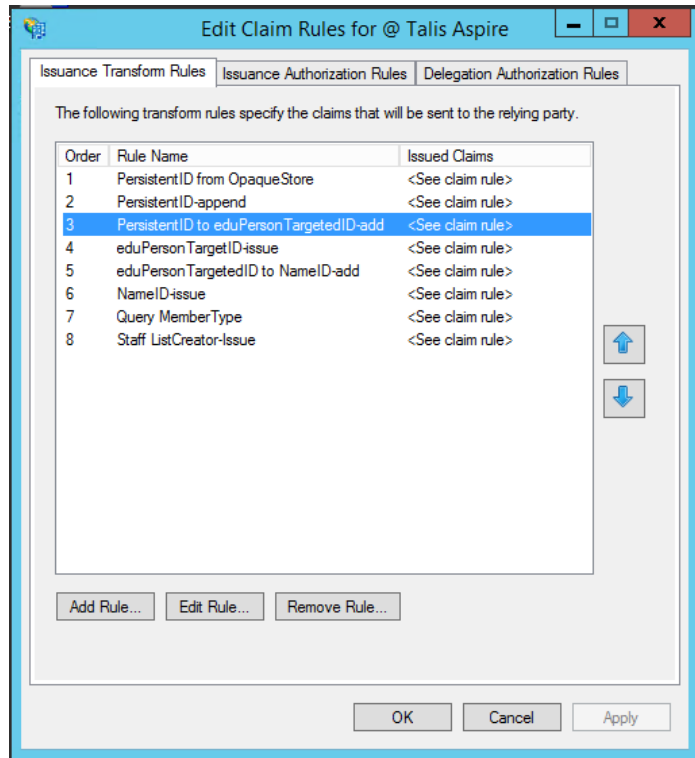 Edit Claim Rules for @ Talis Aspire
Issuance Transform Rules Issuance Authorization Rules Delegation Authorization Rules
The following transform rules specify the claims that will be sent to the relying party.
Order Rule Name Issued Claims
1 PersistentID from OpaqueStore <See claim rule>
2 PersistentID-append <See claim rule>
3 PersistentID to eduPersonTargetedID-add <See claim rule>
4 eduPersonTargetID-issue <See claim rule>
5 eduPersonTargetedID to NameID-add <See claim rule>
6 NameID-issue <See claim rule>
7 Query MemberType <See claim rule>
8 Staff ListCreator-Issue <See claim rule>
Add Rule... Edit Rule... Remove Rule...
OK Cancel Apply